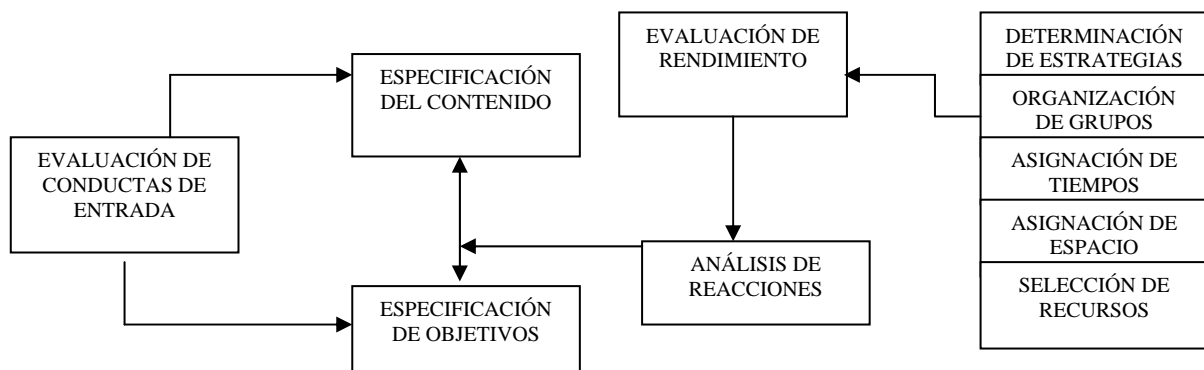 EVALUACIÓN DE
CONDUCTAS DE
ENTRADA
ESPECIFICACIÓN
DEL CONTENIDO
ESPECIFICACIÓN
DE OBJETIVOS
EVALUACIÓN DE
RENDIMIENTO
ANÁLISIS DE
REACCIONES
DETERMINACIÓN
DE ESTRATEGIAS
ORGANIZACIÓN
DE GRUPOS
ASIGNACIÓN DE
TIEMPOS
ASIGNACIÓN DE
ESPACIO
SELECCIÓN DE
RECURSOS